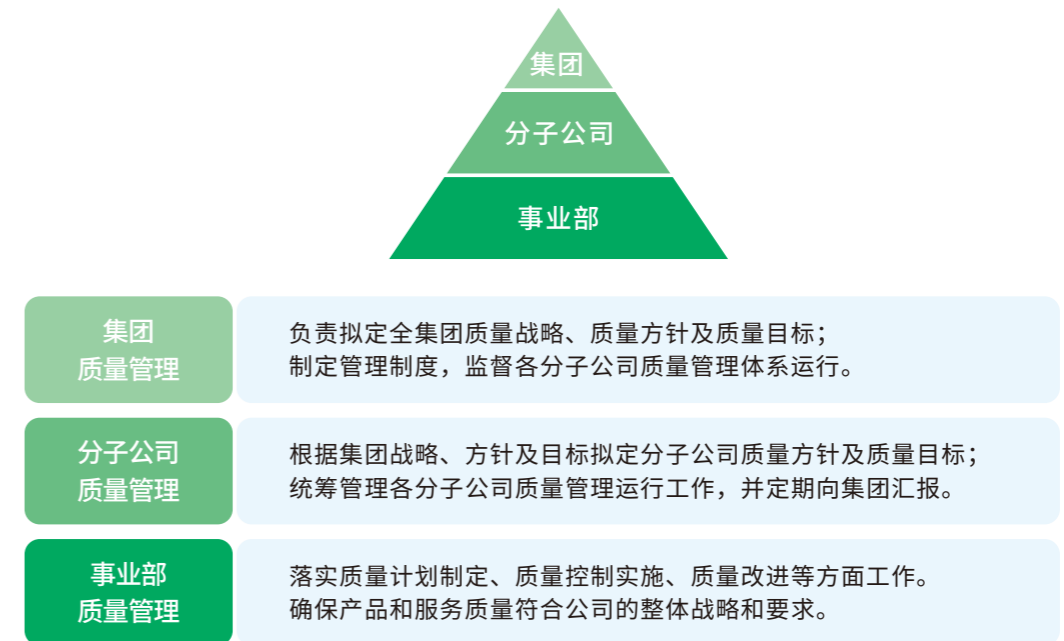 集团
分子公司
事业部
集团
质量管理
负责拟定全集团质量战略、质量方针及质量目标；
制定管理制度，监督各分子公司质量管理体系运行。
分子公司
质量管理
根据集团战略、方针及目标拟定分子公司质量方针及质量目标；
统筹管理各分子公司质量管理运行工作，并定期向集团汇报。
事业部
质量管理
落实质量计划制定、质量控制实施、质量改进等方面工作。
确保产品和服务质量符合公司的整体战略和要求。